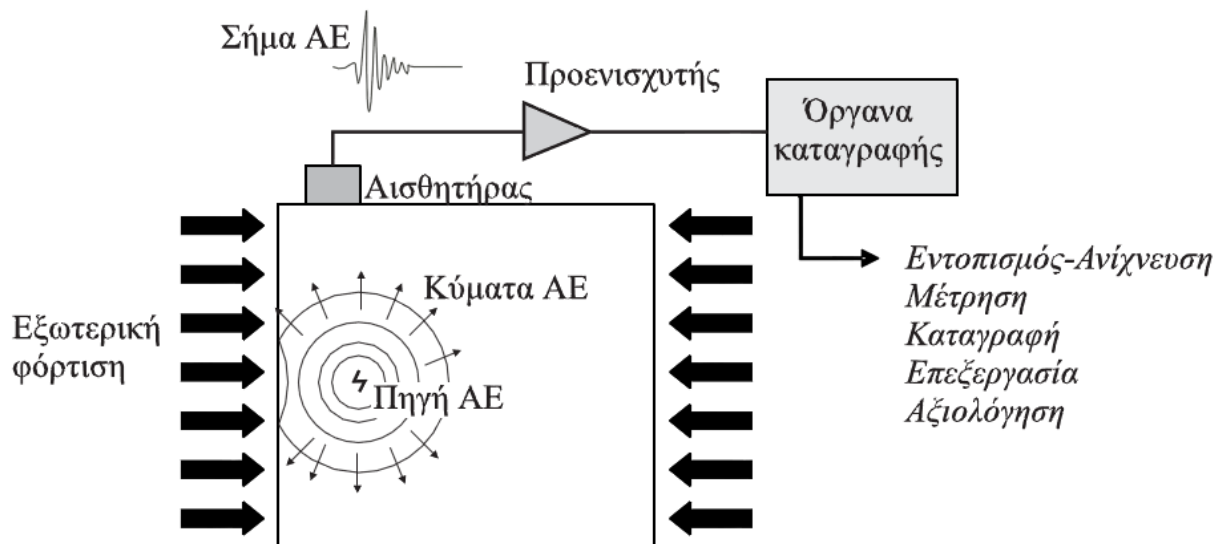 Σήμα ΑΕ
Προενισχυτής
Όργανα
καταγραφής
Αισθητήρας
Κύματα ΑΕ
Εξωτερική
φόρτιση
Πηγή ΑΕ
Εντοπισμός-Ανίχνευση
Μέτρηση
Καταγραφή
Επεξεργασία
Αξιολόγηση